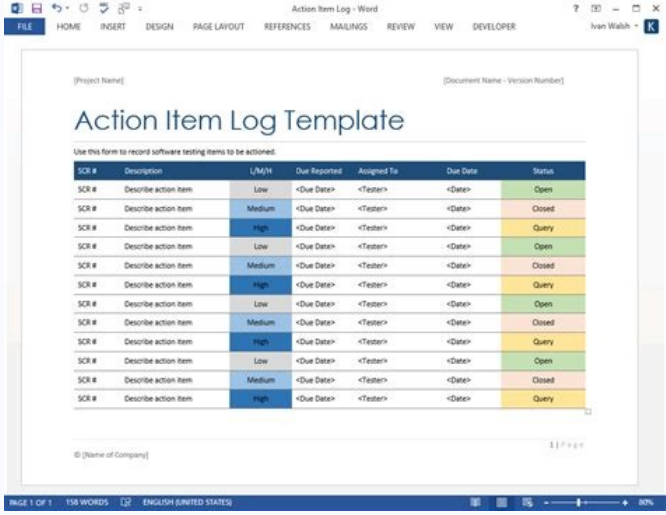 Action Item Log - Word
? 
Ivan Walsh
K
FILE HOME INSERT DESIGN PAGE LAYOUT REFERENCES MAILINGS REVIEW VIEW DEVELOPER
[Project Name] [Document Name - Version Number]
Action Item Log Template
Use this form to record software testing items to be actioned.
SCR # Description L/M/H Due Reported Assigned To Due Date Status
SCR # Describe action item Low <Due Date> <Tester> <Date> Open
SCR # Describe action item Medium <Due Date> <Tester> <Date> Closed
SCR # Describe action item High <Due Date> <Tester> <Date> Query
SCR # Describe action item Low <Due Date> <Tester> <Date> Open
SCR # Describe action item Medium <Due Date> <Tester> <Date> Closed
SCR # Describe action item High <Due Date> <Tester> <Date> Query
SCR # Describe action item Low <Due Date> <Tester> <Date> Open
SCR # Describe action item Medium <Due Date> <Tester> <Date> Closed
SCR # Describe action item High <Due Date> <Tester> <Date> Query
SCR # Describe action item Low <Due Date> <Tester> <Date> Open
SCR # Describe action item Medium <Due Date> <Tester> <Date> Closed
SCR # Describe action item High <Due Date> <Tester> <Date> Query
1 | Page
© [Name of Company]
PAGE 1 OF 1 158 WORDS ENGLISH (UNITED STATES) 80%